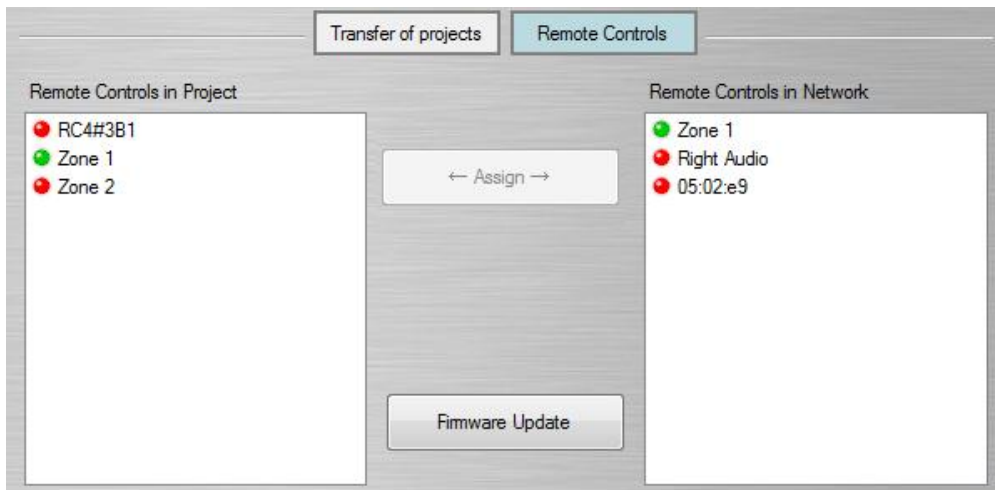 Transfer of projects
Remote Controls
Remote Controls in Project
RC4#3B1
Zone 1
Zone 2
← Assign →
Firmware Update
Remote Controls in Network
Zone 1
Right Audio
05:02:e9